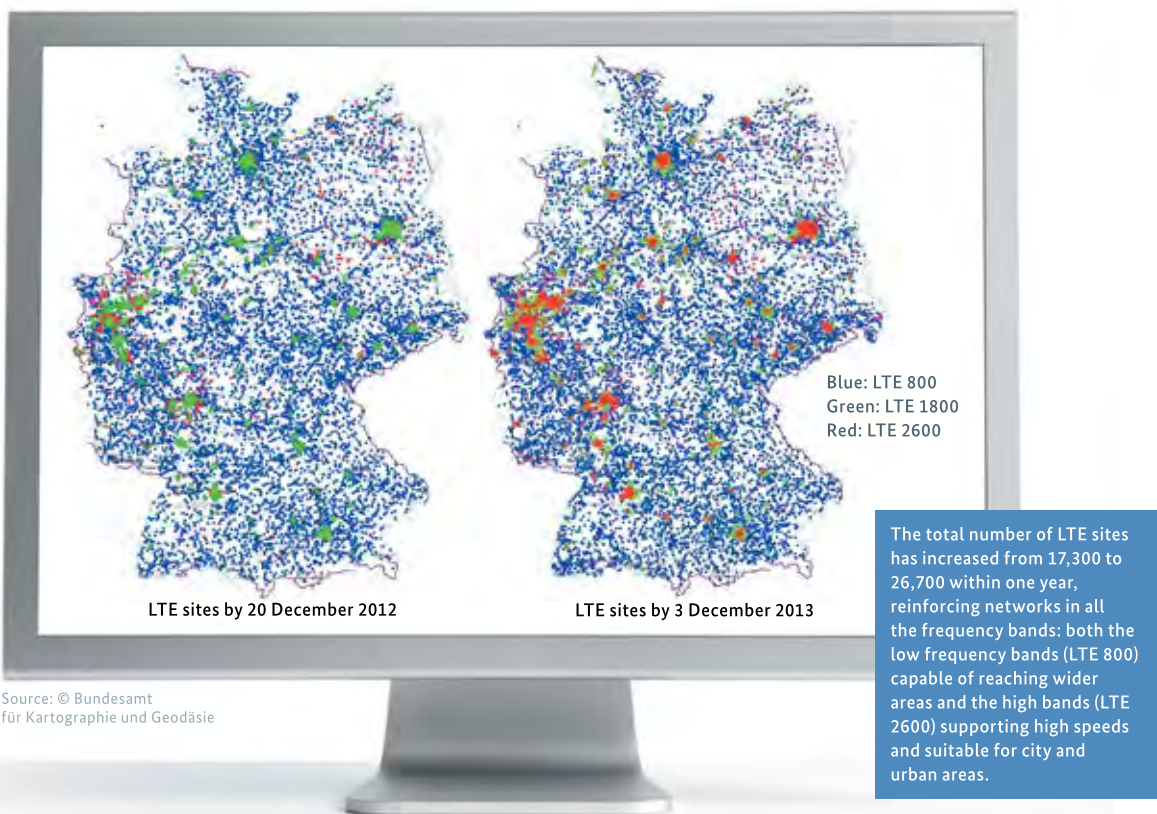 Blue: LTE 800
Green: LTE 1800
Red: LTE 2600
LTE sites by 20 December 2012
LTE sites by 3 December 2013
The total number of LTE sites
has increased from 17,300 to
26,700 within one year,
reinforcing networks in all
the frequency bands: both the
low frequency bands (LTE 800)
capable of reaching wider
areas and the high bands (LTE
2600) supporting high speeds
and suitable for city and
urban areas.
Source: © Bundesamt
für Kartographie und Geodäsie